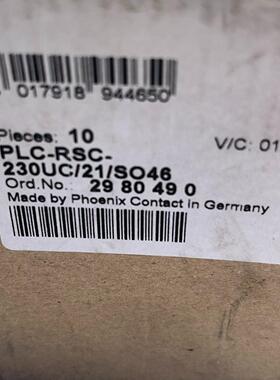 017918 944650
Pieces: 10
V/C: 01
PLC-RSC-
230UC/21/SO46
Ord.No.: 29 80 49 0
Made by Phoenix Contact in Germany